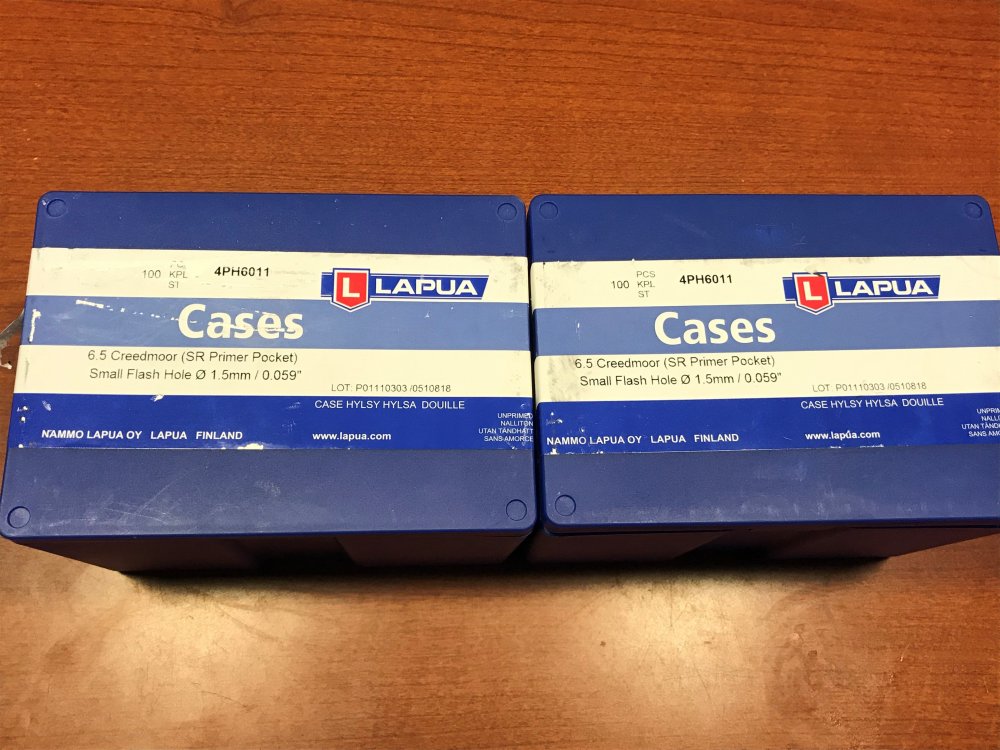 100 KPL ST 4PH6011
L LAPUA
Cases
6.5 Creedmoor (SR Primer Pocket)
Small Flash Hole Ø 1.5mm / 0.059"
LOT: P01110303 /0510818
CASE HYLSY HYLSA DOUILLE
UNPRIMED
NALLITON
UTAN TÄNDHATT
SANS AMORCE
NAMMO LAPUA OY LAPUA FINLAND
www.lapua.com
100 PCS KPL ST 4PH6011
L LAPUA
Cases
6.5 Creedmoor (SR Primer Pocket)
Small Flash Hole Ø 1.5mm / 0.059"
LOT: P01110303 /0510818
CASE HYLSY HYLSA DOUILLE
UTAN
SANS
NAMMO LAPUA OY LAPUA FINLAND
www.lapua.com